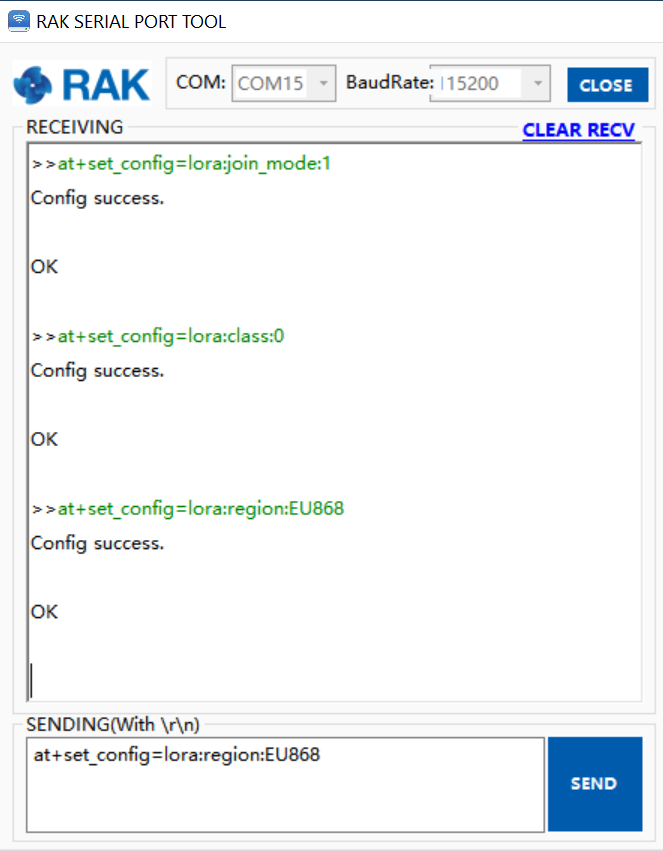 RAK SERIAL PORT TOOL
RAK COM: COM15 BaudRate: 115200 CLOSE
RECEIVING
CLEAR RECV
>>at+set_config=lora:join_mode:1
Config success.
OK
>>at+set_config=lora:class:0
Config success.
OK
>>at+set_config=lora:region:EU868
Config success.
OK
SENDING(With \r\n)
at+set_config=lora:region:EU868
SEND